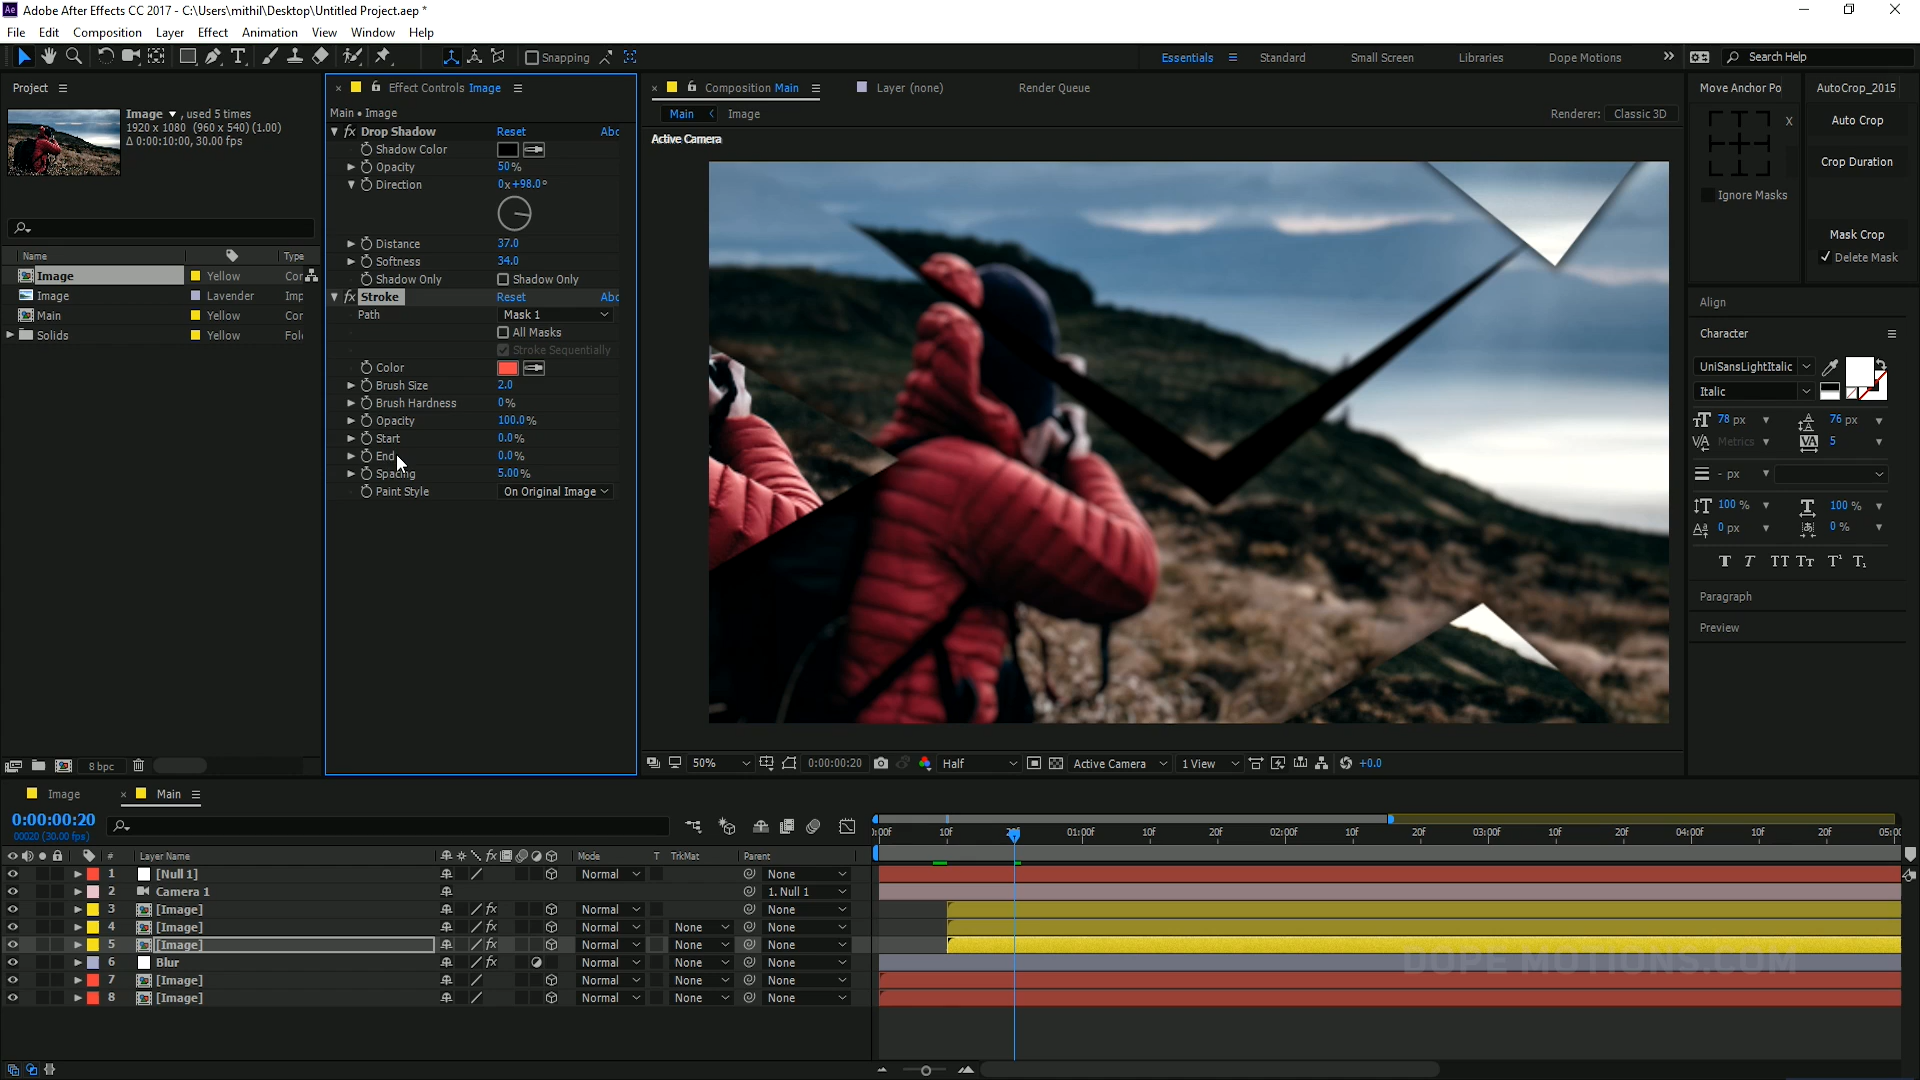 Adobe After Effects CC 2017 - C:\Users\mithil\Desktop\Untitled Project.aep *
File Edit Composition Layer Effect Animation View Window Help
Snapping
Essentials Standard Small Screen Libraries Dope Motions Search Help
Project
Image , used 5 times
1920 x 1080 (960 x 540) (1.00)
Δ 0:00:10:00, 30.00 fps
Name Type
Image Yellow Cor
Image Lavender Imp
Main Yellow Cor
Solids Yellow Fol
8 bpc
Effect Controls Image
Main • Image
fx Drop Shadow Reset Abo
Shadow Color
Opacity 50%
Direction 0x+98.0°
Distance 37.0
Softness 34.0
Shadow Only Shadow Only
fx Stroke Reset Abo
Path Mask 1
All Masks
Stroke Sequentially
Color
Brush Size 2.0
Brush Hardness 0%
Opacity 100.0%
Start 0.0%
End 0.0%
Spacing 5.00%
Paint Style On Original Image
Composition Main Layer (none) Render Queue
Main Image Renderer: Classic 3D
Active Camera
50% 0:00:00:20 Half Active Camera 1 View +0.0
Move Anchor Po AutoCrop_2015
X Auto Crop
Crop Duration
Ignore Masks
Mask Crop
Delete Mask
Align
Character
UniSansLightItalic
Italic
78 px 76 px
Metrics 5
- px
100 % 100 %
0 px 0 %
T T TT Tt T¹ T₁
Paragraph
Preview
Image Main
0:00:00:20
00020 (30.00 fps)
:00f 10f 20f 01:00f 10f 20f 02:00f 10f 20f 03:00f 10f 20f 04:00f 10f 20f 05:00
# Layer Name fx Mode T TrkMat Parent
1 [Null 1] Normal None
2 Camera 1 1. Null 1
3 [Image] fx Normal None
4 [Image] fx Normal None None
5 [Image] fx Normal None None
6 Blur fx Normal None None
7 [Image] Normal None None
8 [Image] Normal None None
DOPE MOTIONS.COM